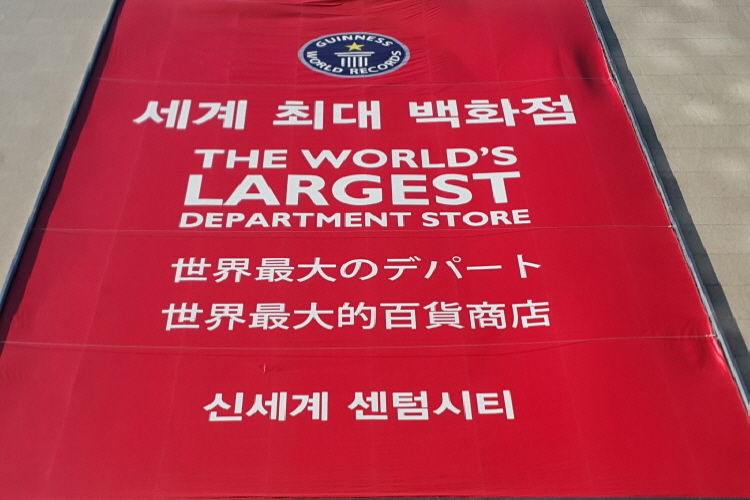 GUINNESS
WORLD RECORDS
세계 최대 백화점
THE WORLD'S
LARGEST
DEPARTMENT STORE
世界最大のデパート
世界最大的百貨商店
신세계 센텀시티